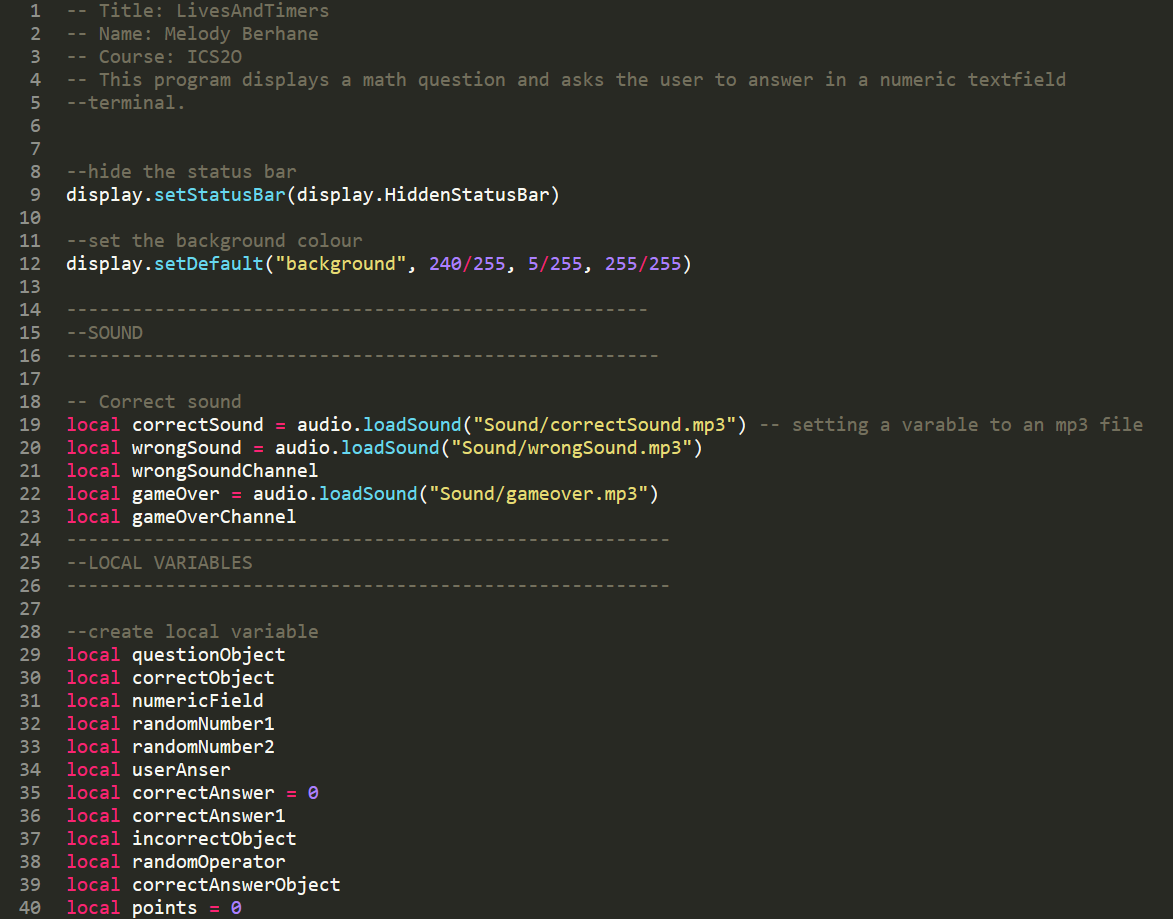 1 -- Title: LivesAndTimers
2 -- Name: Melody Berhane
3 -- Course: ICS2O
4 -- This program displays a math question and asks the user to answer in a numeric textfield
5 --terminal.
6
7
8 --hide the status bar
9 display.setStatusBar(display.HiddenStatusBar)
10
11 --set the background colour
12 display.setDefault("background", 240/255, 5/255, 255/255)
13
14 -----------------------------------------------------
15 --SOUND
16 ------------------------------------------------------
17
18 -- Correct sound
19 local correctSound = audio.loadSound("Sound/correctSound.mp3") -- setting a varable to an mp3 file
20 local wrongSound = audio.loadSound("Sound/wrongSound.mp3")
21 local wrongSoundChannel
22 local gameOver = audio.loadSound("Sound/gameover.mp3")
23 local gameOverChannel
24 -------------------------------------------------------
25 --LOCAL VARIABLES
26 -------------------------------------------------------
27
28 --create local variable
29 local questionObject
30 local correctObject
31 local numericField
32 local randomNumber1
33 local randomNumber2
34 local userAnser
35 local correctAnswer = 0
36 local correctAnswer1
37 local incorrectObject
38 local randomOperator
39 local correctAnswerObject
40 local points = 0